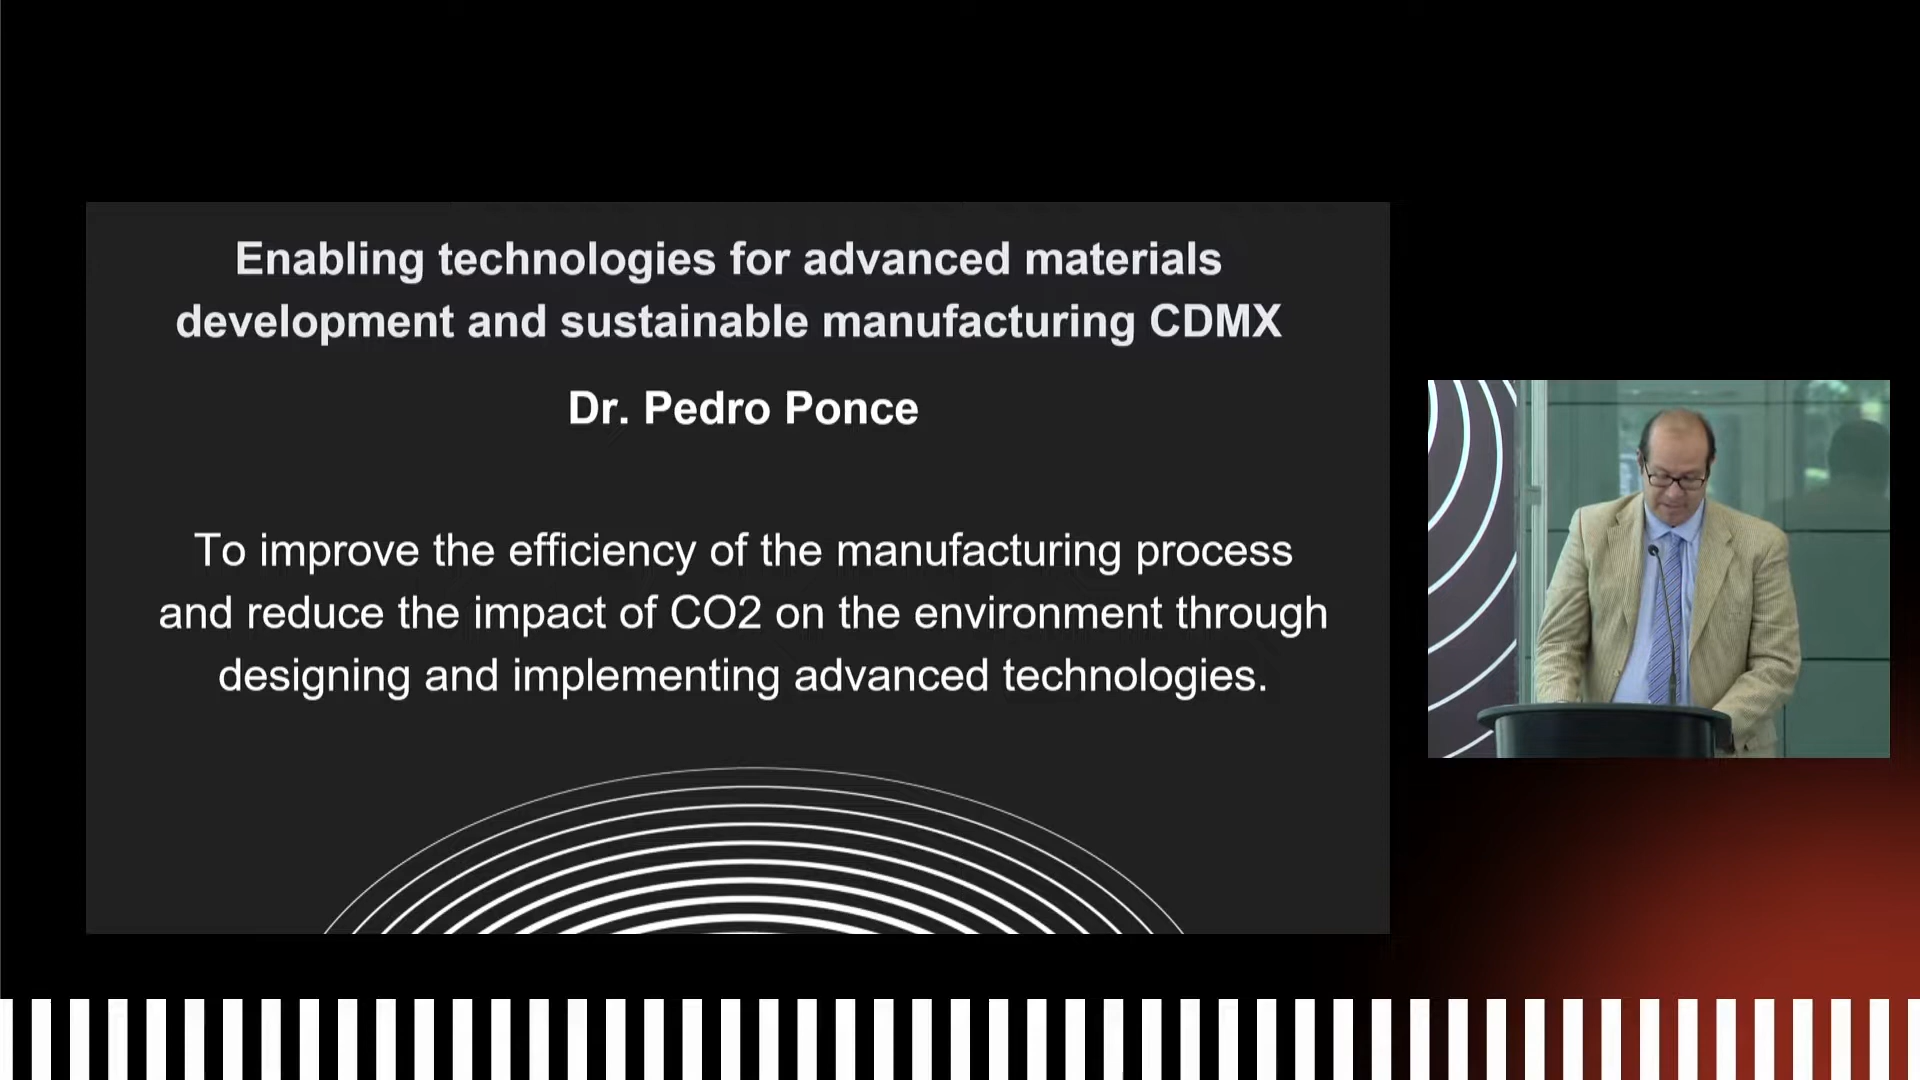 Enabling technologies for advanced materials
development and sustainable manufacturing CDMX
Dr. Pedro Ponce
To improve the efficiency of the manufacturing process
and reduce the impact of CO2 on the environment through
designing and implementing advanced technologies.